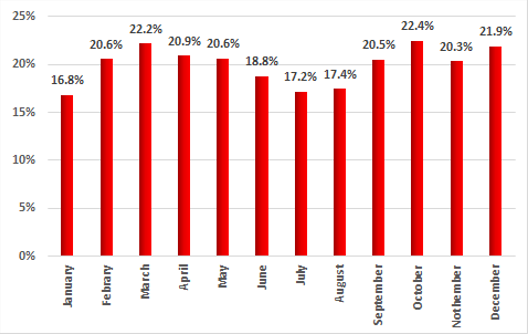 25%
20%
15%
10%
5%
0%
16.8%
20.6%
22.2%
20.9%
20.6%
18.8%
17.2%
17.4%
20.5%
22.4%
20.3%
21.9%
January
Febrary
March
April
May
June
July
August
September
October
Nothember
December